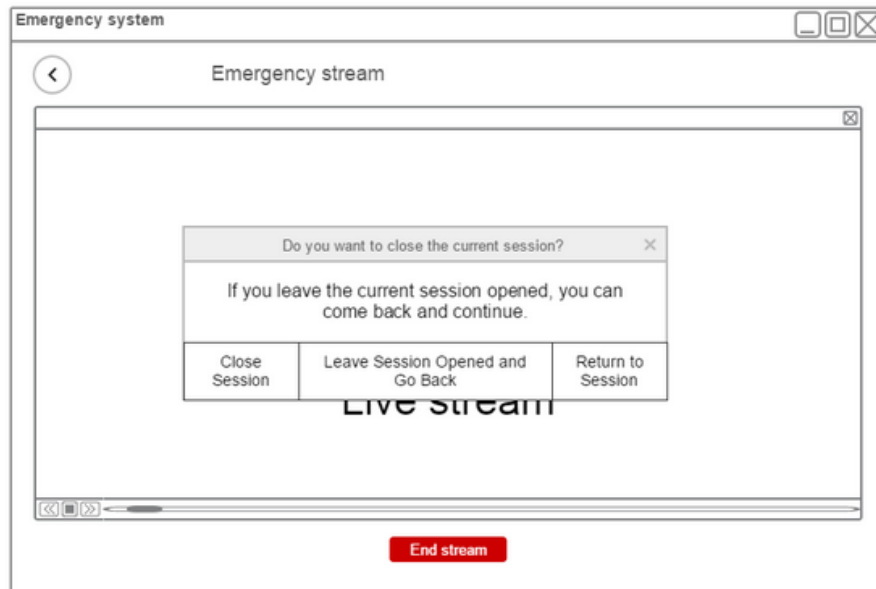 Emergency system
Emergency stream
Do you want to close the current session?
If you leave the current session opened, you can
come back and continue.
Close
Session
Leave Session Opened and
Go Back
Return to
Session
Live stream
End stream